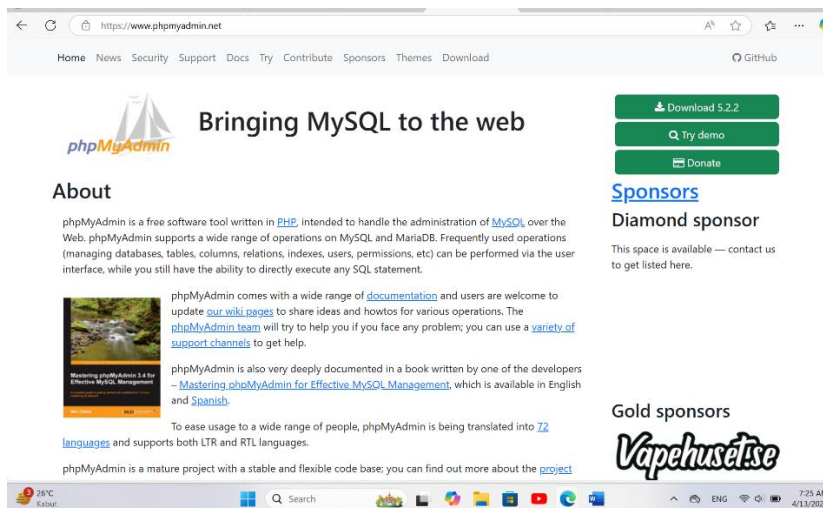 https://www.phpmyadmin.net
Home News Security Support Docs Try Contribute Sponsors Themes Download GitHub
phpMyAdmin
Bringing MySQL to the web
Download 5.2.2
Try demo
Donate
About
phpMyAdmin is a free software tool written in PHP, intended to handle the administration of MySQL over the
Web. phpMyAdmin supports a wide range of operations on MySQL and MariaDB. Frequently used operations
(managing databases, tables, columns, relations, indexes, users, permissions, etc) can be performed via the user
interface, while you still have the ability to directly execute any SQL statement.
Mastering phpMyAdmin 3.4 for
Effective MySQL Management
phpMyAdmin comes with a wide range of documentation and users are welcome to
update our wiki pages to share ideas and howtos for various operations. The
phpMyAdmin team will try to help you if you face any problem; you can use a variety of
support channels to get help.
phpMyAdmin is also very deeply documented in a book written by one of the developers
– Mastering phpMyAdmin for Effective MySQL Management, which is available in English
and Spanish.
To ease usage to a wide range of people, phpMyAdmin is being translated into 72
languages and supports both LTR and RTL languages.
phpMyAdmin is a mature project with a stable and flexible code base; you can find out more about the project
Sponsors
Diamond sponsor
This space is available — contact us
to get listed here.
Gold sponsors
Vapehuset.se
3
26°C
Kabut
Search
ENG
7:25 AM
4/13/202